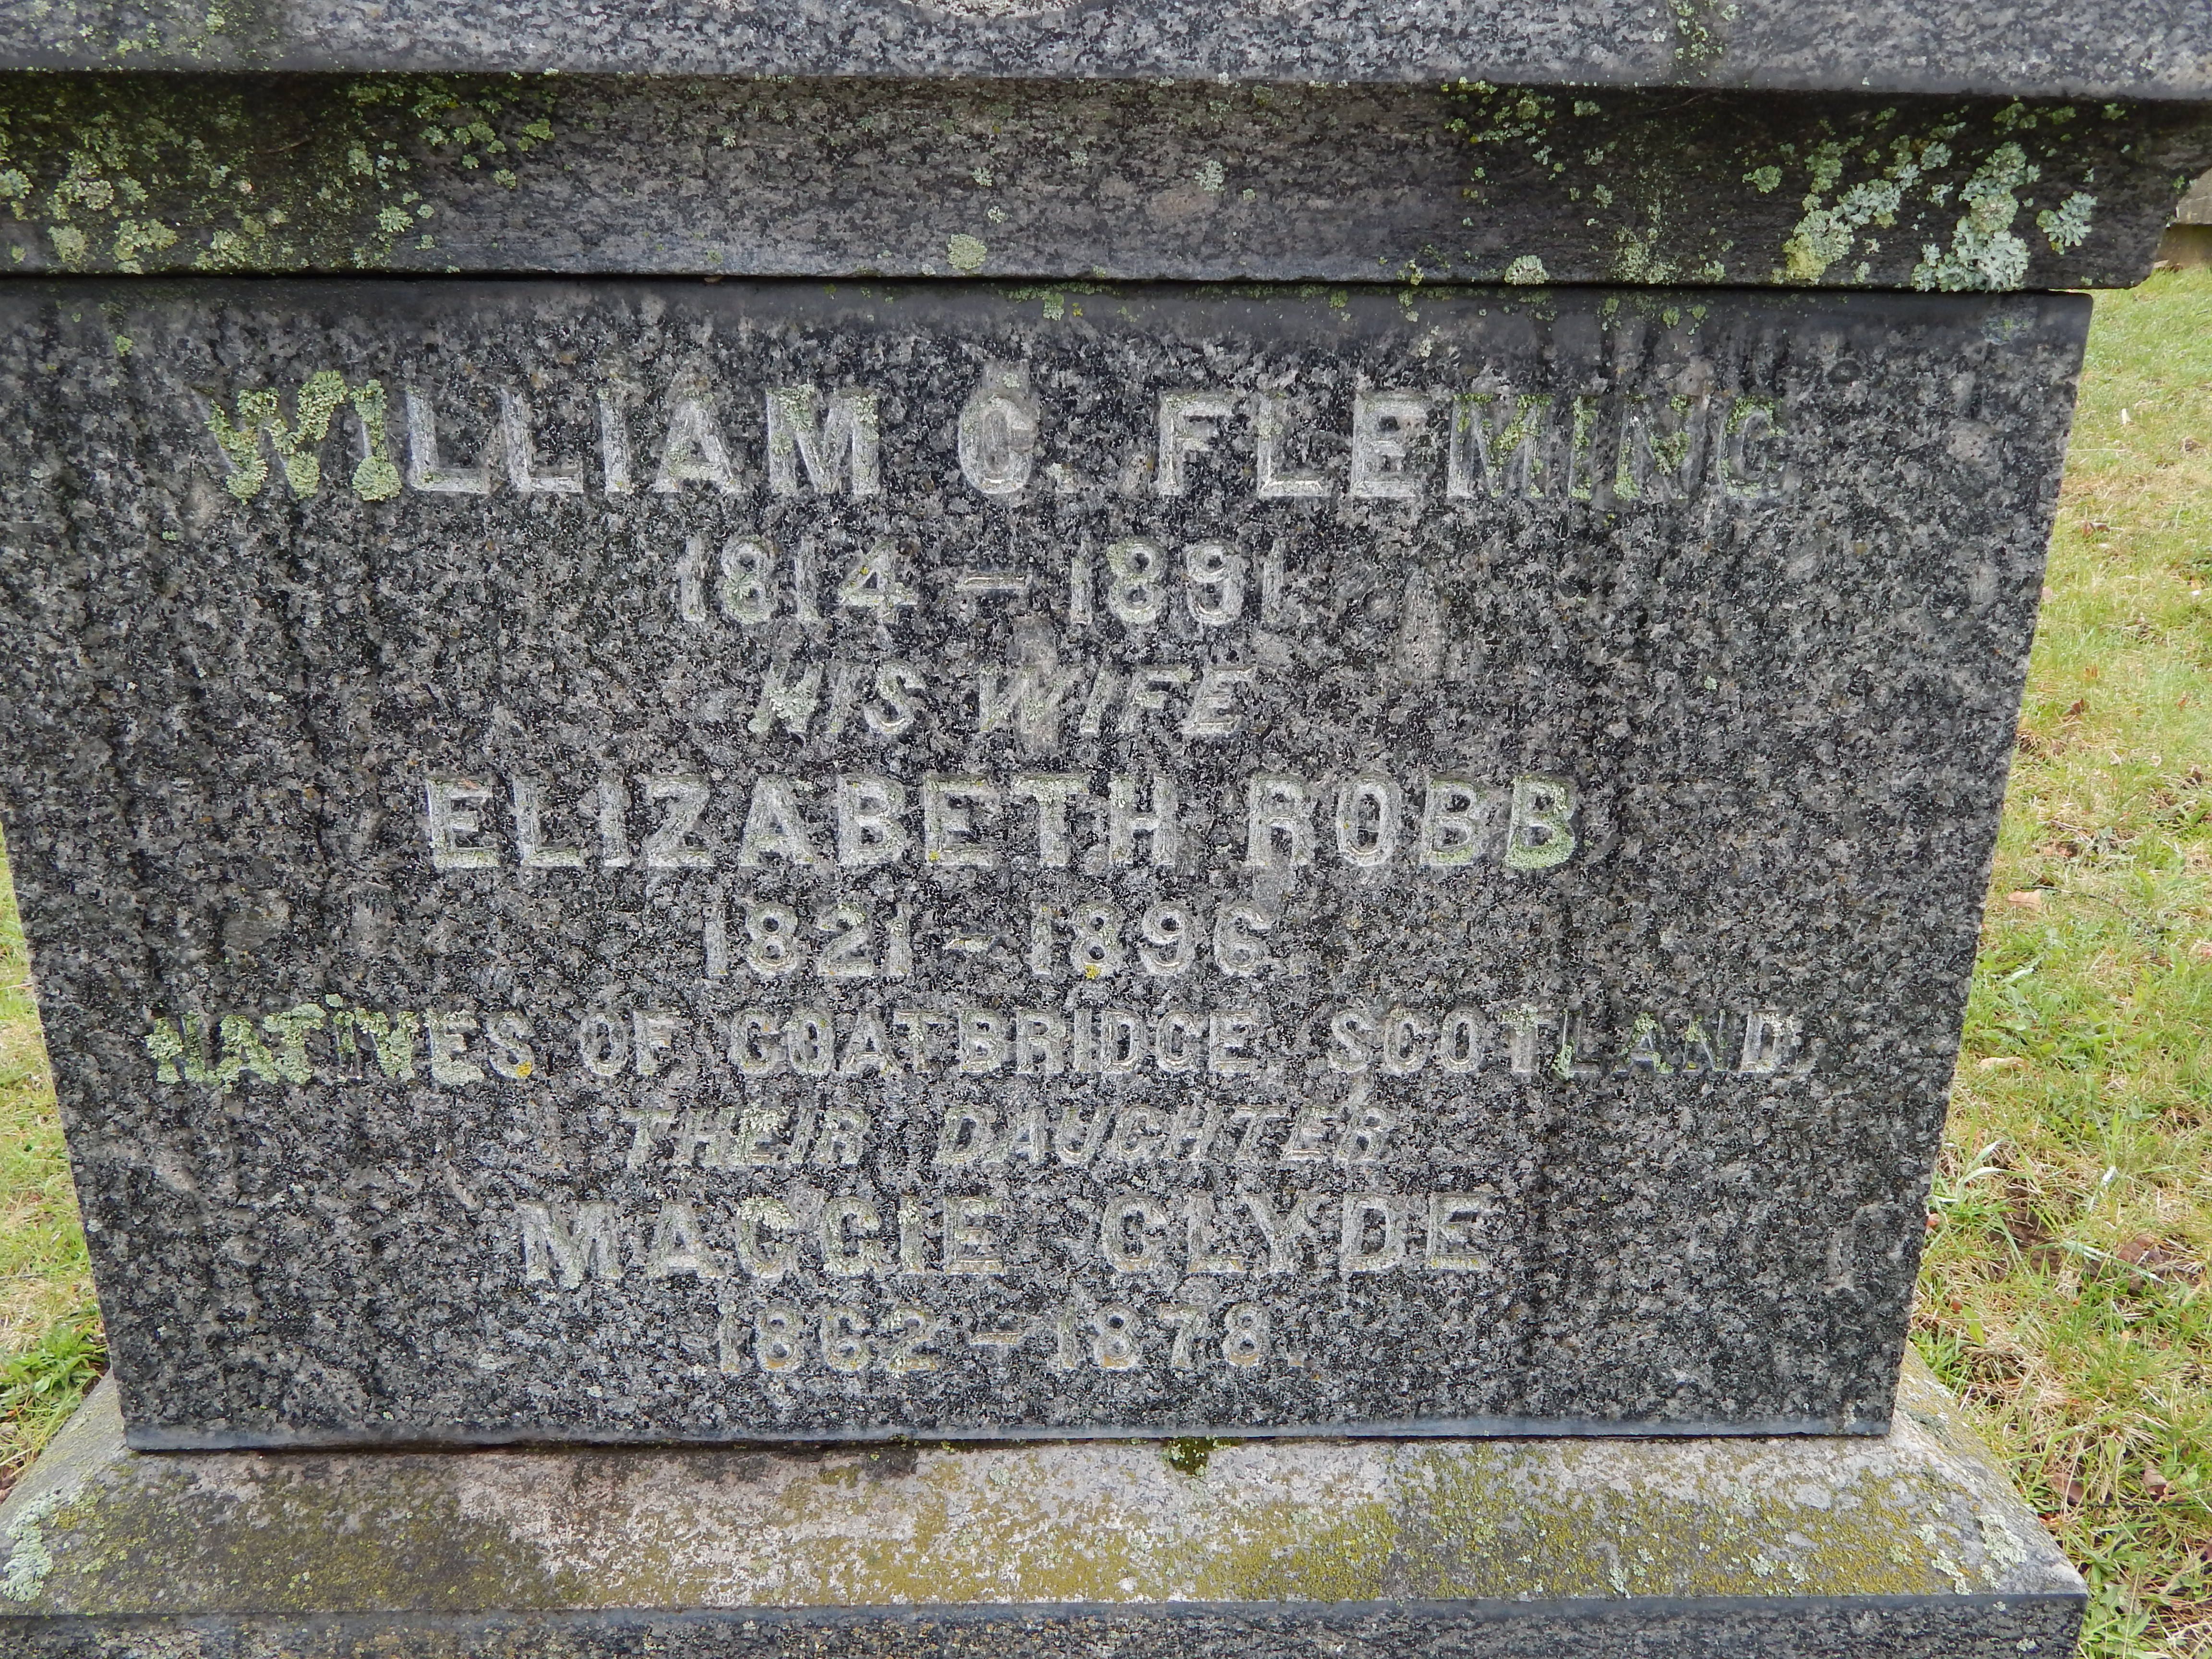 WILLIAM C. FLEMING
1814 — 1891.
HIS WIFE
ELIZABETH ROBB
1821 — 1896.
NATIVES OF COATBRIDGE, SCOTLAND.
THEIR DAUGHTER
MAGGIE CLYDE
1862 — 1878.